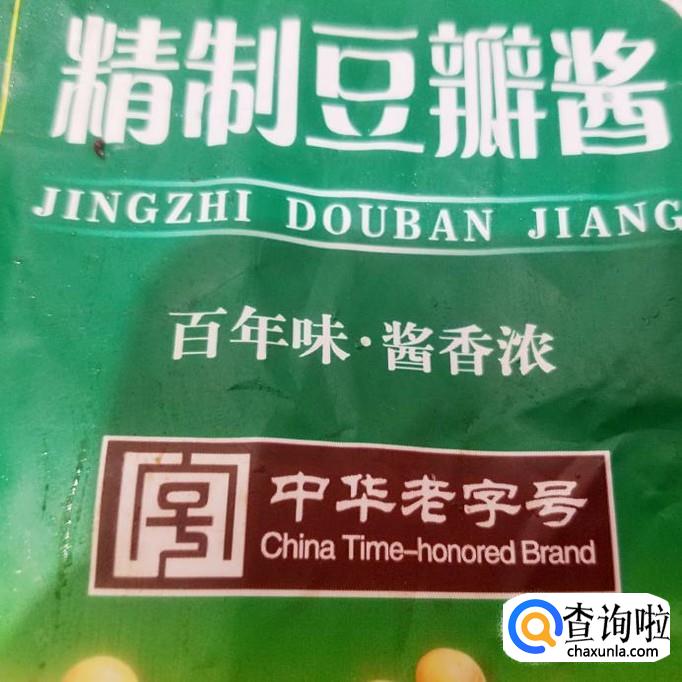 精制豆瓣酱
JINGZHI DOUBAN JIANG
百年味·酱香浓
中华老字号
China Time-honored Brand
查询啦
chaxunla.com